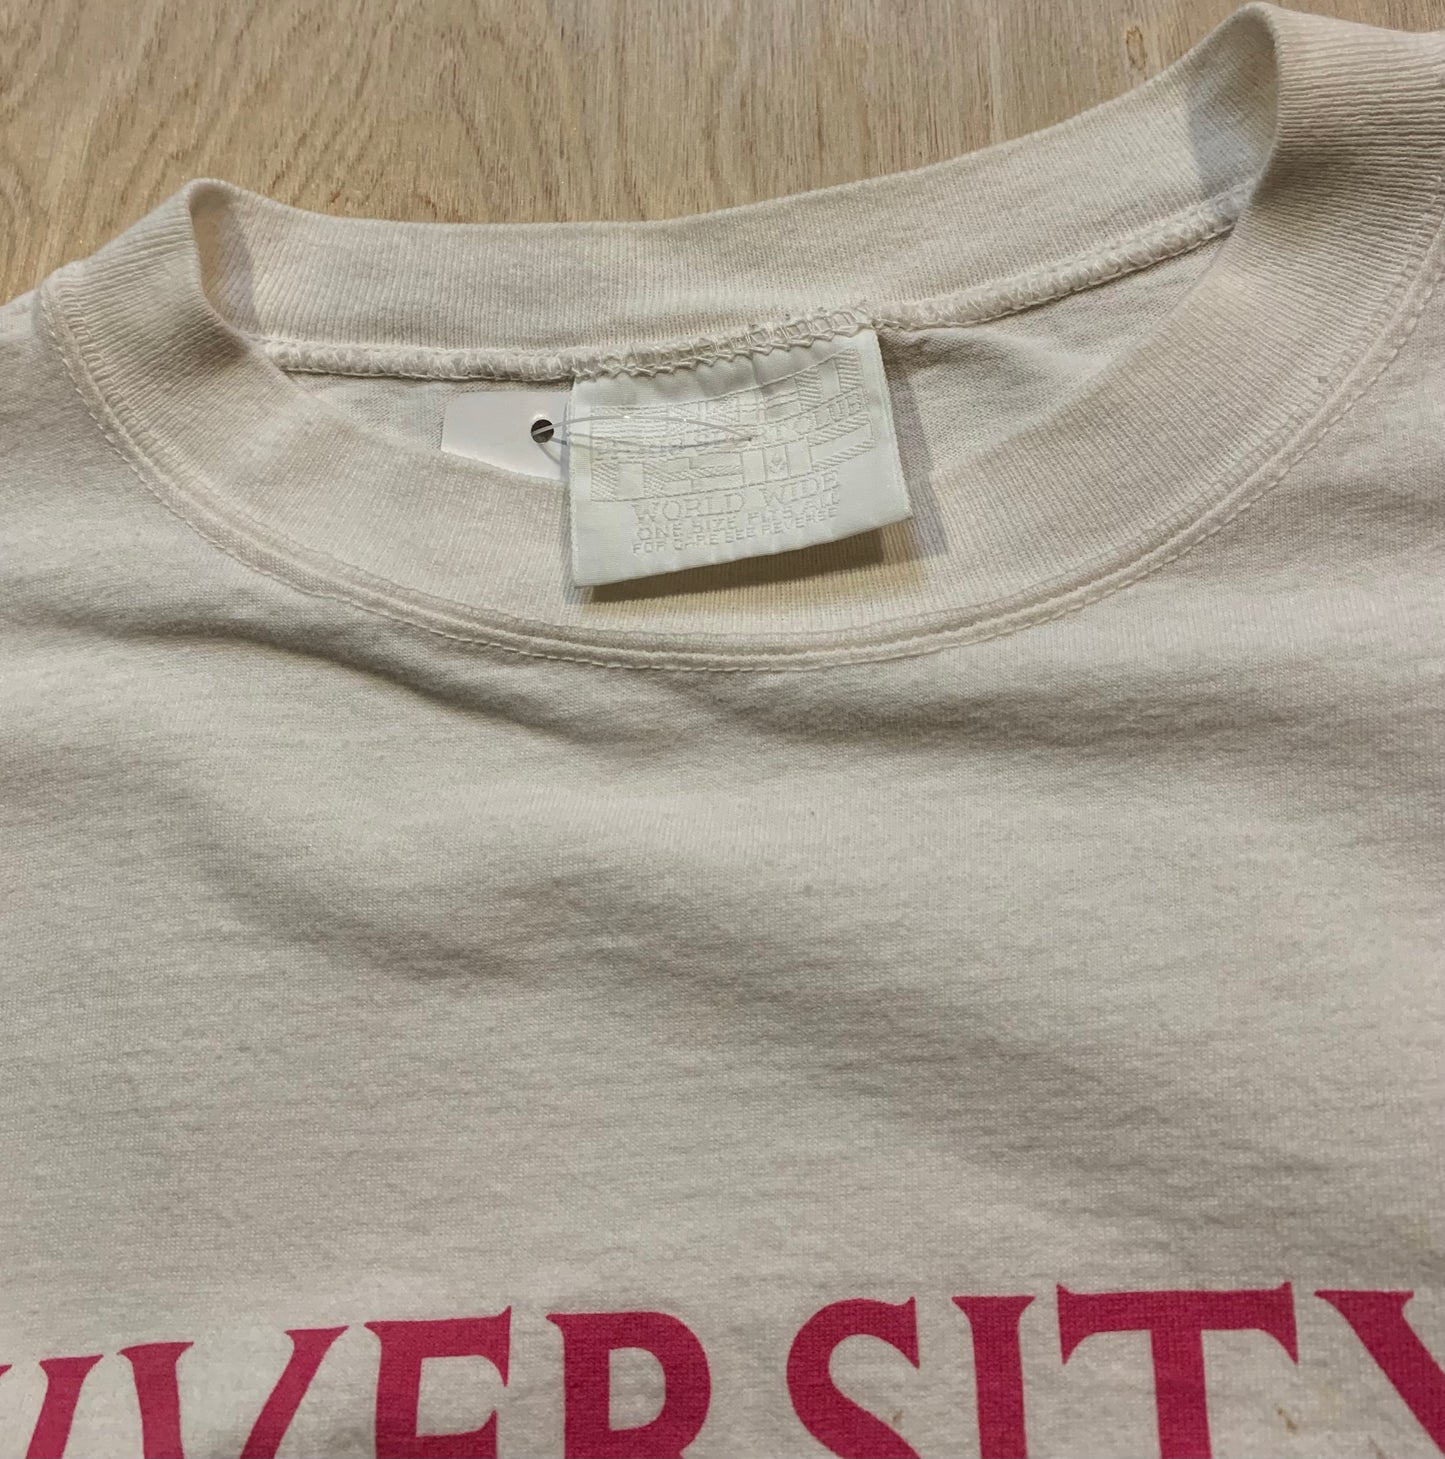 WORLD WIDE
ONE SIZE FITS ALL
FOR CARE SEE REVERSE
IVERSITY